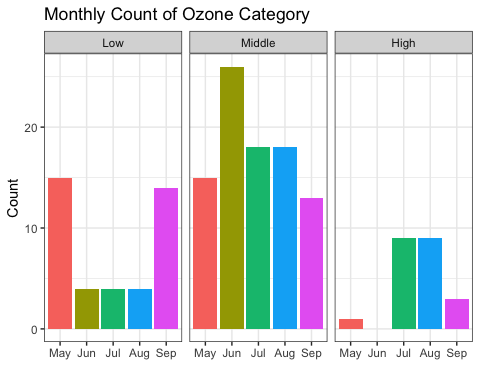 Monthly Count of Ozone Category
Low Middle High
Count
20
10
0
May Jun Jul Aug Sep May Jun Jul Aug Sep May Jun Jul Aug Sep